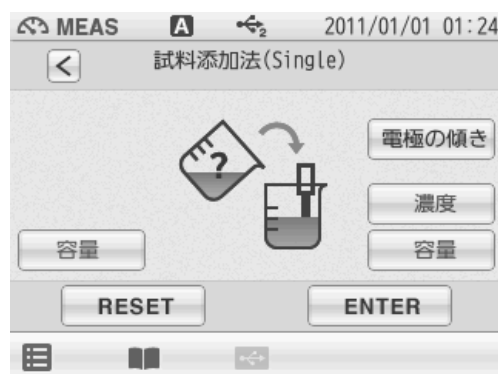 MEAS A 2 2011/01/01 01:24
試料添加法(Single)
?
電極の傾き
濃度
容量 容量
RESET ENTER